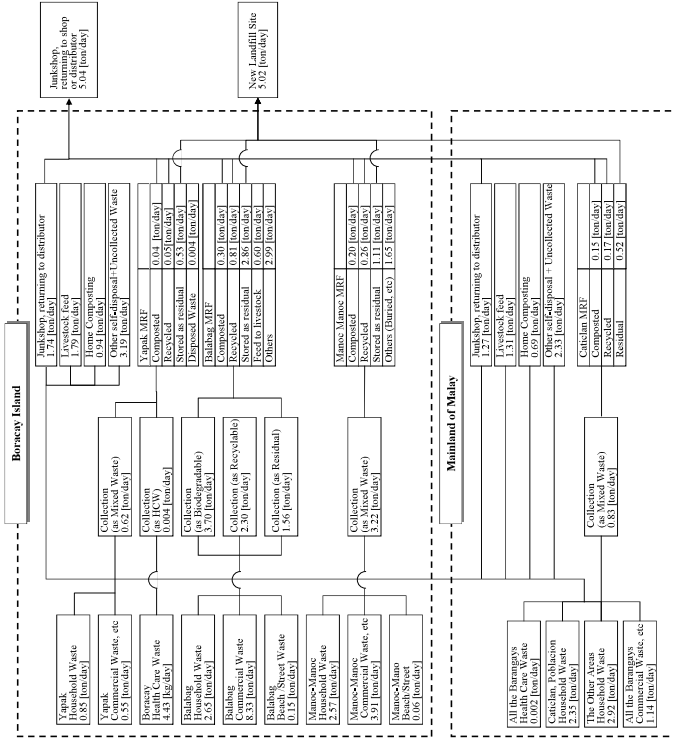 Boracay Island
Yapak
Household Waste
0.85 [ton/day]
Yapak
Commercial Waste, etc
0.55 [ton/day]
Boracay
Health Care Waste
4.43 [kg/day]
Balabag
Household Waste
2.65 [ton/day]
Balabag
Commercial Waste
8.33 [ton/day]
Balabag
Beach /Street Waste
0.15 [ton/day]
Manoc-Manoc
Household Waste
2.57 [ton/day]
Manoc-Manoc
Commercial Waste, etc
3.91 [ton/day]
Manoc-Mano
Beach/Street
0.06 [ton/day]
Collection
(as Mixed Waste)
0.62 [ton/day]
Collection
(as HCW)
0.004 [ton/day]
Collection
(as Biodegradable)
3.70 [ton/day]
Collection (as Recyclable)
2.30 [ton/day]
Collection (as Residual)
1.56 [ton/day]
Collection
(as Mixed Waste)
3.22 [ton/day]
Junkshop, returning to distributor
1.74 [ton/day]
Livestock feed
1.79 [ton/day]
Home Composting
0.94 [ton/day]
Other self-disposal+Uncollected Waste
3.19 [ton/day]
Yapak MRF
Composted 0.04 [ton/day]
Recycled 0.05[ton/day]
Stored as residual 0.53 [ton/day]
Disposed Waste 0.004 [ton/day]
Balabag MRF
Composted 0.30 [ton/day]
Recycled 0.81 [ton/day]
Stored as residual 2.86 [ton/day]
Feed to livestock 0.60 [ton/day]
Others 2.99 [ton/day]
Manoc Manoc MRF
Composted 0.20 [ton/day]
Recycled 0.26 [ton/day]
Stored as residual 1.11 [ton/day]
Others (Buried, etc) 1.65 [ton/day]
Junkshop,
returning to shop
or distributor
5.04 [ton/day]
New Landfill Site
5.02 [ton/day]
Mainland of Malay
All the Barangays
Health Care Waste
0.002 [ton/day]
Caticlan, Poblacion
Household Waste
2.35 [ton/day]
The Other Areas
Household Waste
2.92 [ton/day]
All the Barangays
Commercial Waste, etc
1.14 [ton/day]
Collection
(as Mixed Waste)
0.83 [ton/day]
Junkshop, returning to distributor
1.27 [ton/day]
Livestock feed
1.31 [ton/day]
Home Composting
0.69 [ton/day]
Other self-disposal + Uncollected Waste
2.33 [ton/day]
Caticlan MRF
Composted 0.15 [ton/day]
Recycled 0.17 [ton/day]
Residual 0.52 [ton/day]